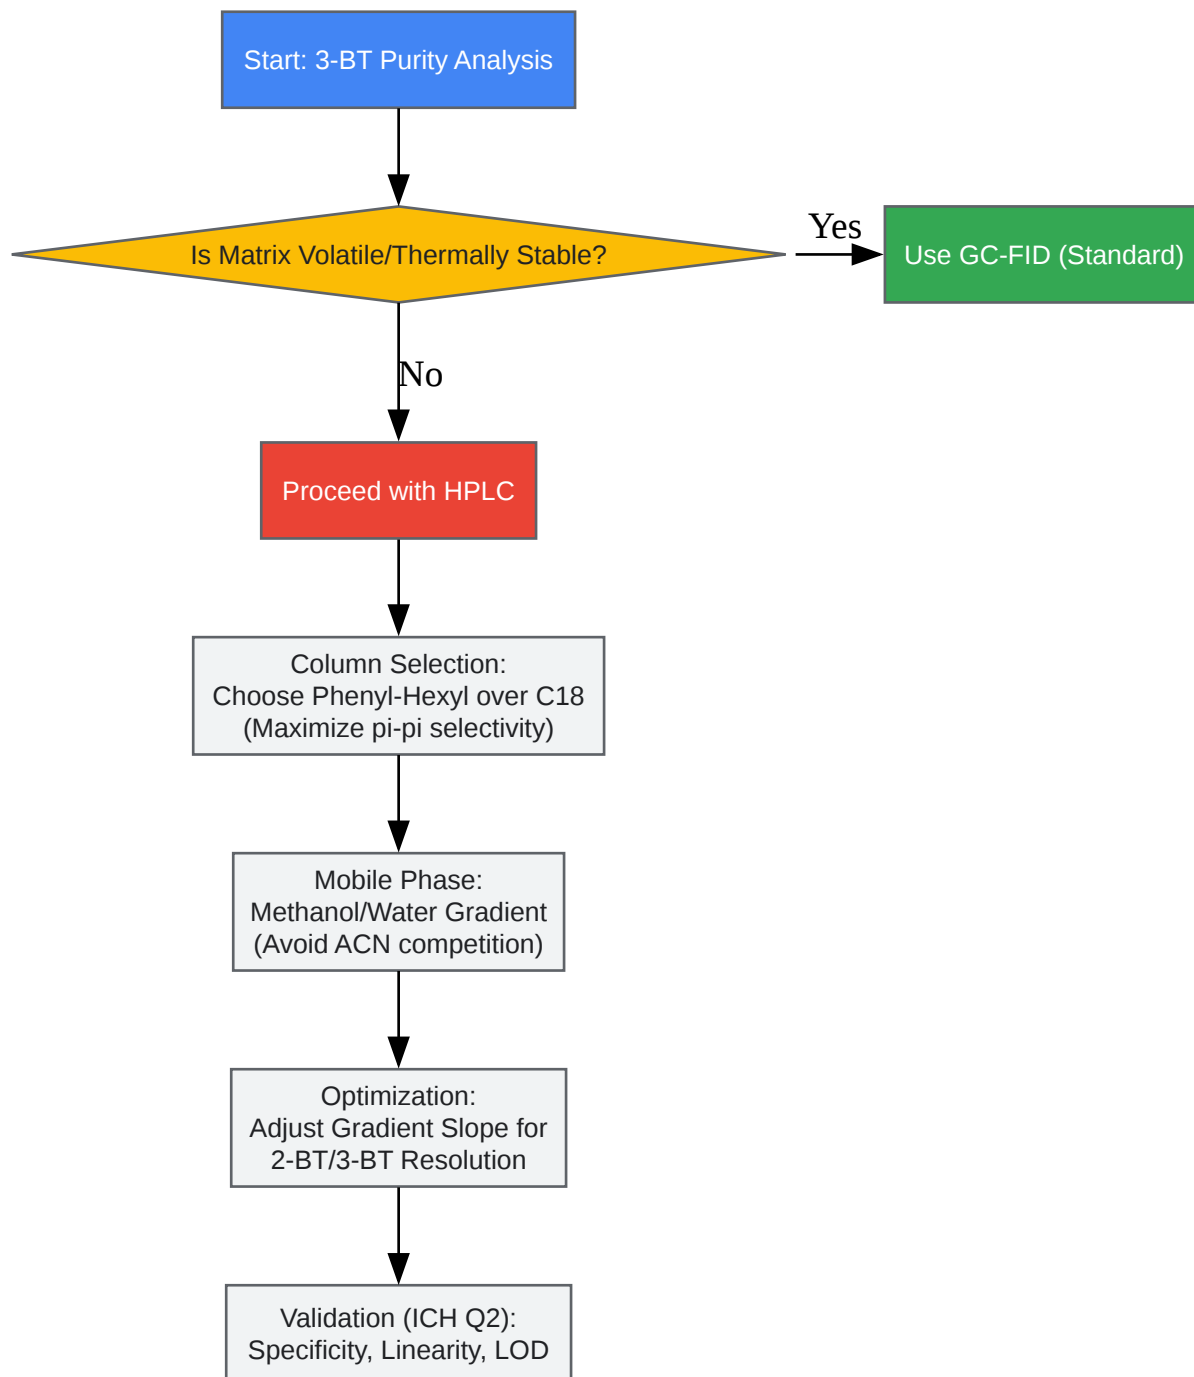 Start: 3-BT Purity Analysis
Is Matrix Volatile/Thermally Stable?
Yes
Use GC-FID (Standard)
No
Proceed with HPLC
Column Selection:
Choose Phenyl-Hexyl over C18
(Maximize pi-pi selectivity)
Mobile Phase:
Methanol/Water Gradient
(Avoid ACN competition)
Optimization:
Adjust Gradient Slope for
2-BT/3-BT Resolution
Validation (ICH Q2):
Specificity, Linearity, LOD